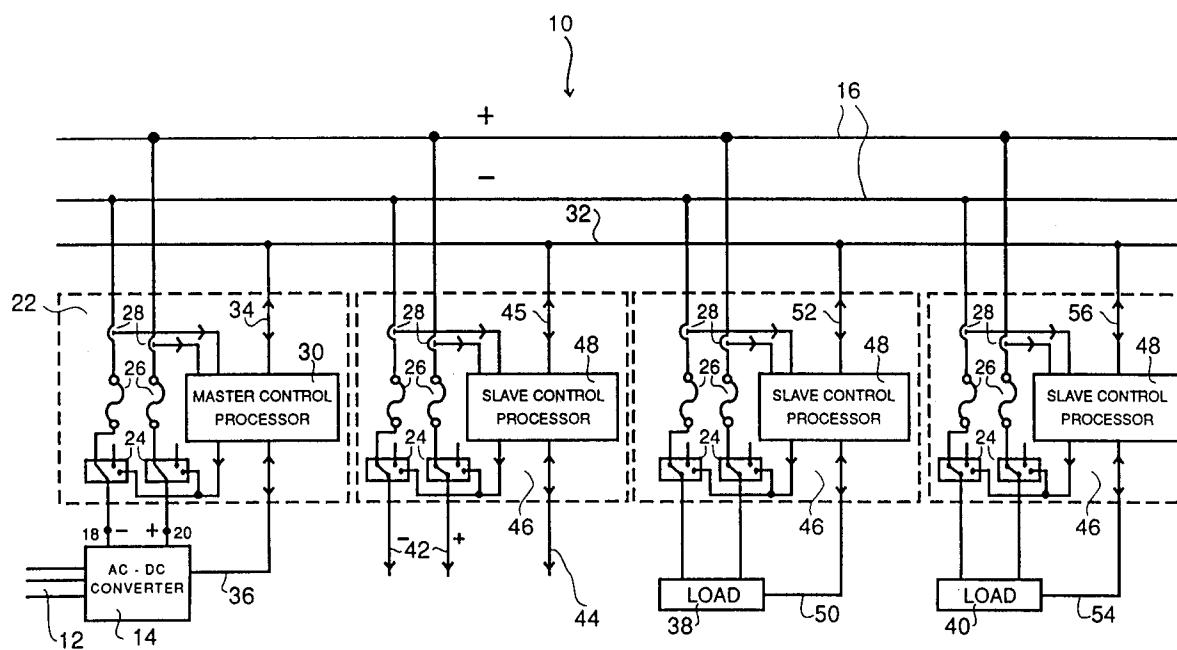 10
+
16
−
32
22
28
34
28
45
28
52
28
56
30
48
48
48
26
MASTER CONTROL
PROCESSOR
26
SLAVE CONTROL
PROCESSOR
26
SLAVE CONTROL
PROCESSOR
26
SLAVE CONTROL
PROCESSOR
24
24
24
24
46
46
46
18 − + 20
− 42 +
AC - DC
CONVERTER
36
44
LOAD
50
LOAD
54
12
14
38
40